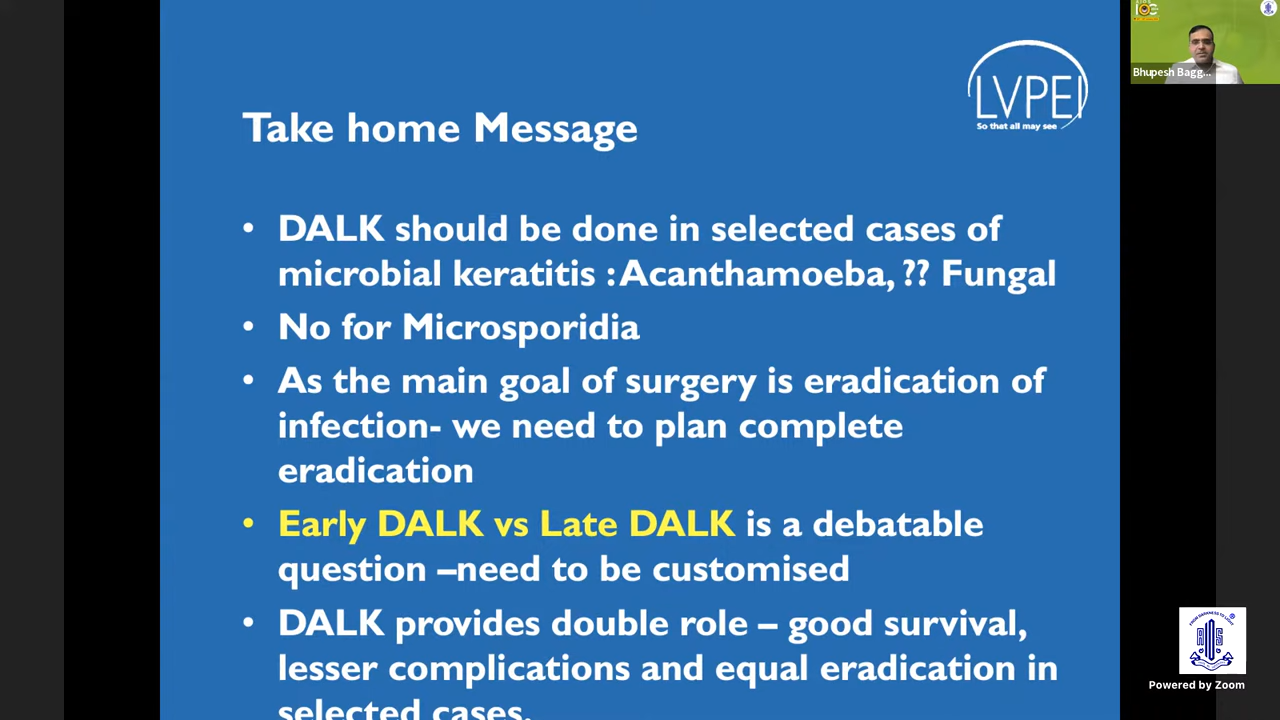 LVPEI
So that all may see
Take home Message
• DALK should be done in selected cases of
microbial keratitis : Acanthamoeba, ?? Fungal
• No for Microsporidia
• As the main goal of surgery is eradication of
infection- we need to plan complete
eradication
• Early DALK vs Late DALK is a debatable
question –need to be customised
• DALK provides double role – good survival,
lesser complications and equal eradication in
selected cases.
Bhupesh Bagg...
Powered by Zoom